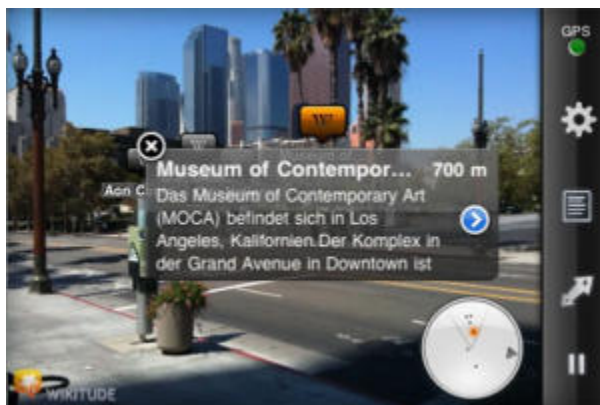 GPS
W
W
Museum of Contempor... 700 m
Das Museum of Contemporary Art
(MOCA) befindet sich in Los
Angeles, Kalifornien.Der Komplex in
der Grand Avenue in Downtown ist
WIKITUDE